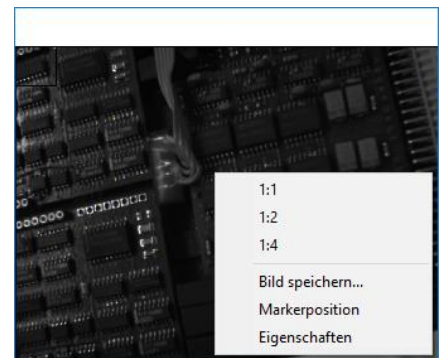 1:1
1:2
1:4
Bild speichern...
Markerposition
Eigenschaften